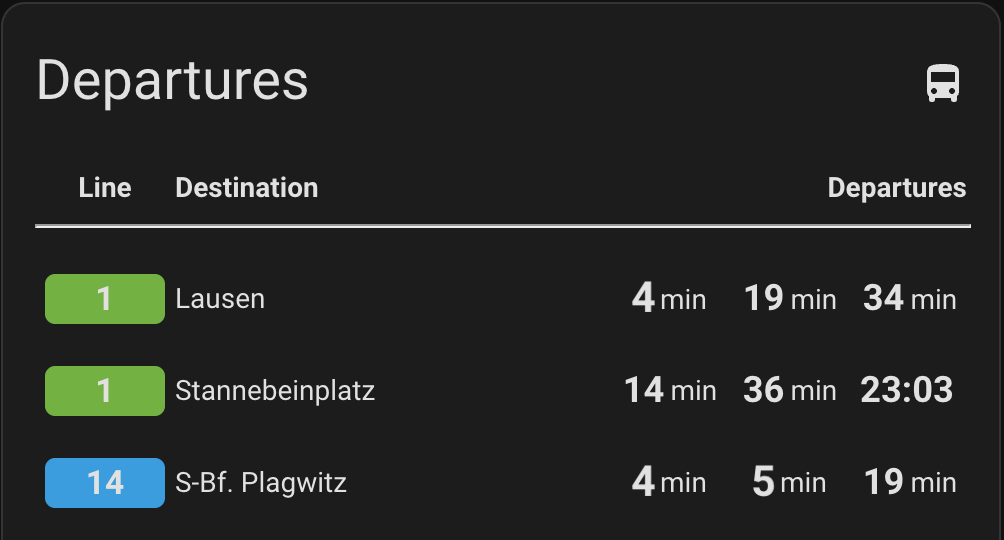 Departures
Line Destination Departures
1 Lausen 4 min 19 min 34 min
1 Stannebeinplatz 14 min 36 min 23:03
14 S-Bf. Plagwitz 4 min 5 min 19 min